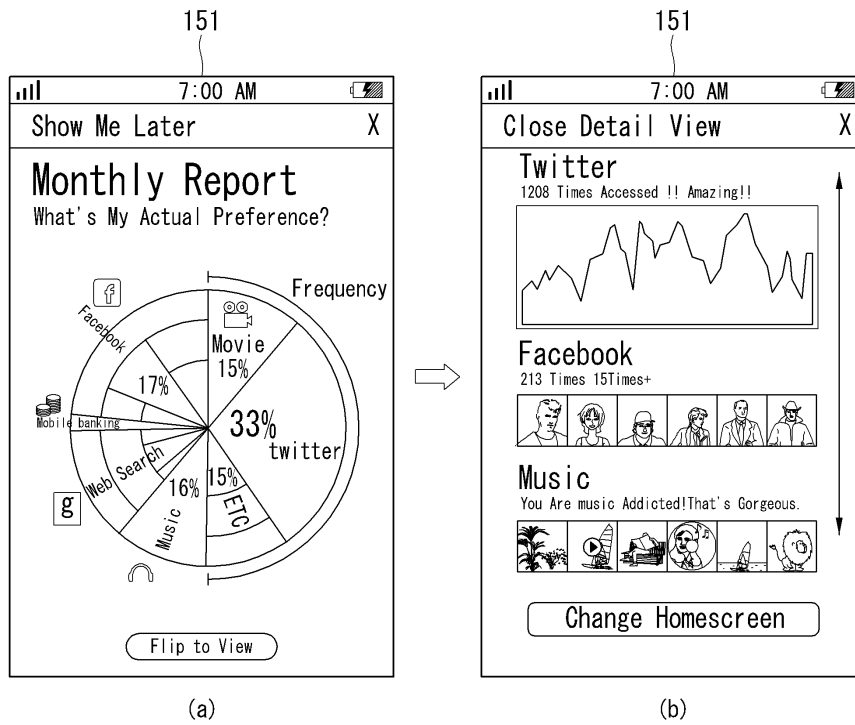 151
7:00 AM
Show Me Later X
Monthly Report
What's My Actual Preference?
Frequency
f
Facebook
Movie
15%
17%
Mobile banking
33%
twitter
Web Search
g
16%
Music
15%
ETC
Flip to View
(a)
151
7:00 AM
Close Detail View X
Twitter
1208 Times Accessed !! Amazing!!
Facebook
213 Times 15Times+
Music
You Are music Addicted!That's Gorgeous.
Change Homescreen
(b)